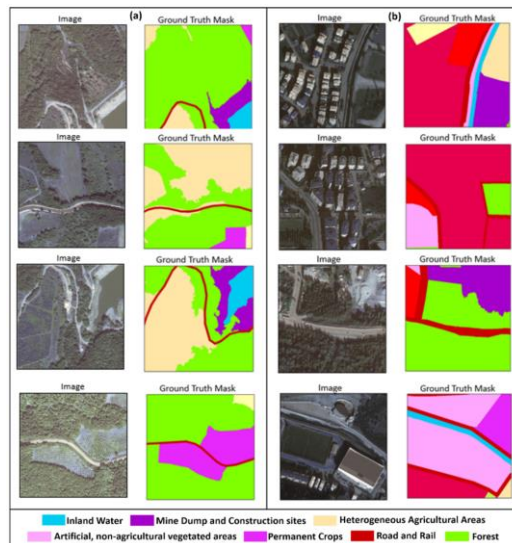 (a)
(b)
Image
Ground Truth Mask
Image
Ground Truth Mask
Image
Ground Truth Mask
Image
Ground Truth Mask
Image
Ground Truth Mask
Image
Ground Truth Mask
Image
Ground Truth Mask
Image
Ground Truth Mask
Inland Water
Mine Dump and Construction sites
Heterogeneous Agricultural Areas
Artificial, non-agricultural vegetated areas
Permanent Crops
Road and Rail
Forest